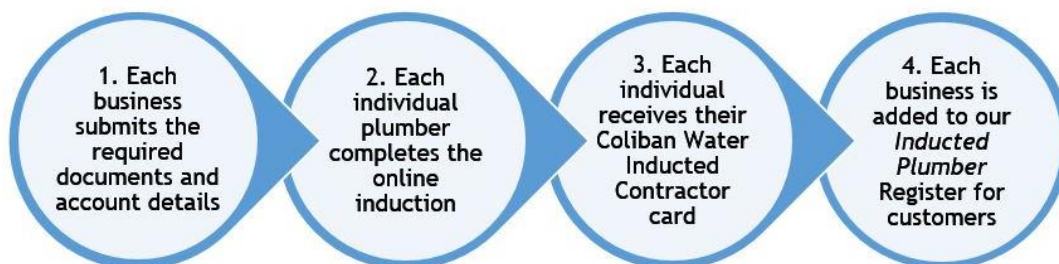 1. Each
business
submits the
required
documents and
account details
2. Each
individual
plumber
completes the
online
induction
3. Each
individual
receives their
Coliban Water
Inducted
Contractor
card
4. Each
business is
added to our
Inducted
Plumber
Register for
customers